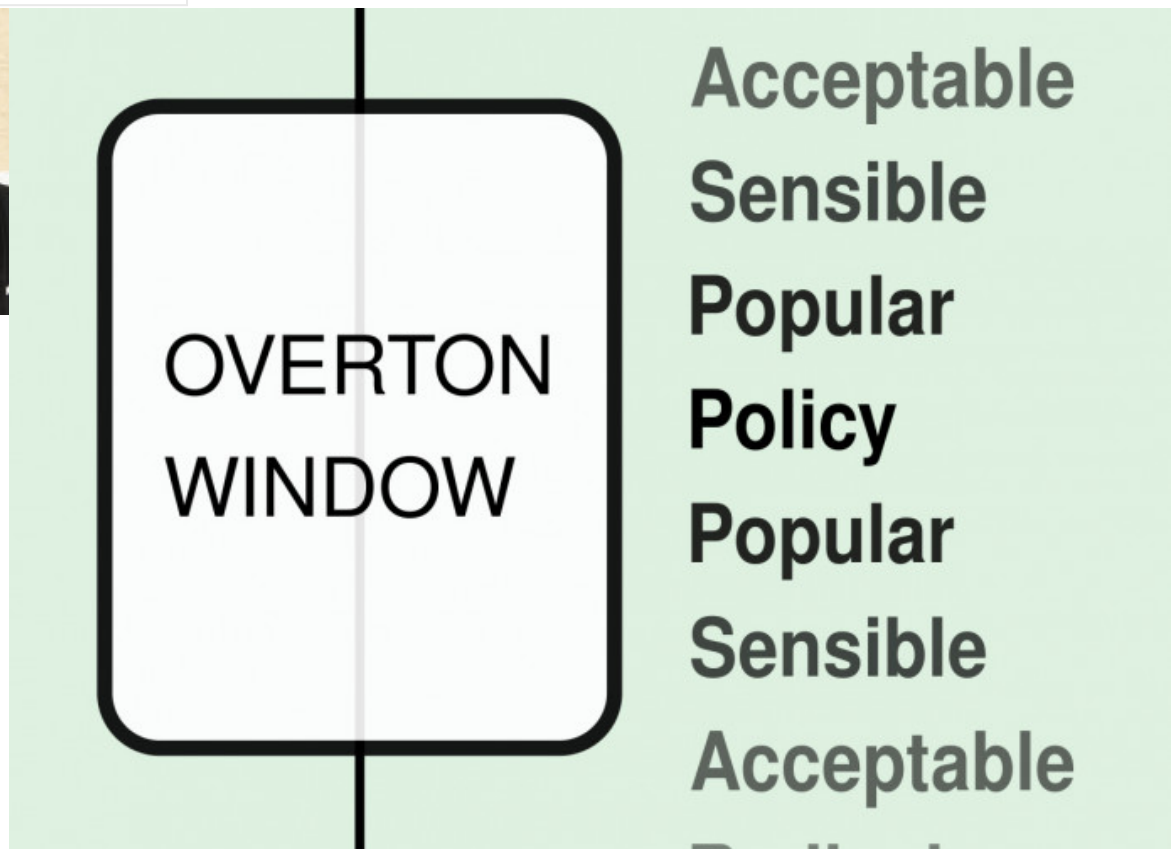 OVERTON
WINDOW
Acceptable
Sensible
Popular
Policy
Popular
Sensible
Acceptable